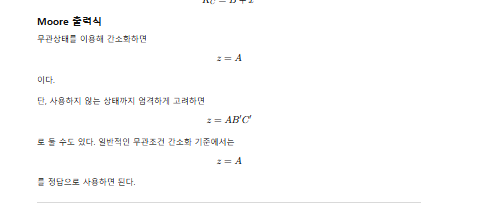 Moore 출력식
무관상태를 이용해 간소화하면
z = A
이다.
단, 사용하지 않는 상태까지 엄격하게 고려하면
z = AB′C′
로 둘 수도 있다. 일반적인 무관조건 간소화 기준에서는
z = A
를 정답으로 사용하면 된다.